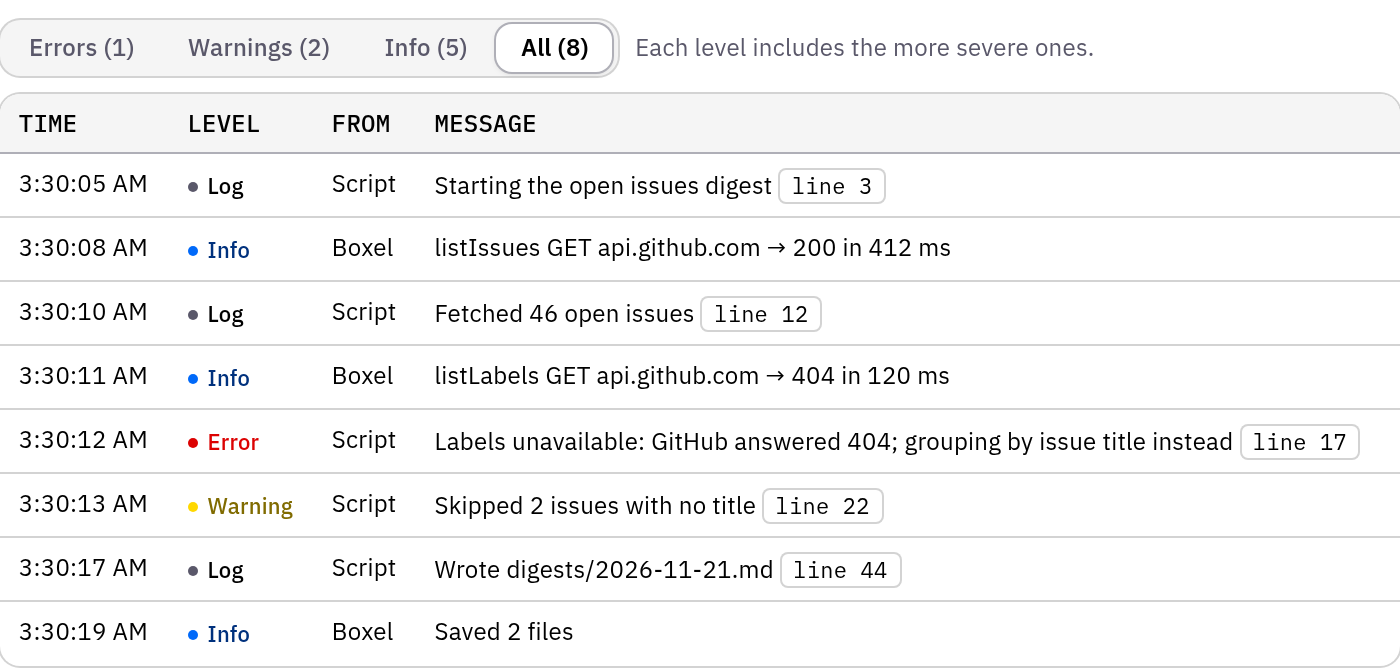 Errors (1) Warnings (2) Info (5) All (8) Each level includes the more severe ones.
TIME LEVEL FROM MESSAGE
3:30:05 AM Log Script Starting the open issues digest line 3
3:30:08 AM Info Boxel listIssues GET api.github.com → 200 in 412 ms
3:30:10 AM Log Script Fetched 46 open issues line 12
3:30:11 AM Info Boxel listLabels GET api.github.com → 404 in 120 ms
3:30:12 AM Error Script Labels unavailable: GitHub answered 404; grouping by issue title instead line 17
3:30:13 AM Warning Script Skipped 2 issues with no title line 22
3:30:17 AM Log Script Wrote digests/2026-11-21.md line 44
3:30:19 AM Info Boxel Saved 2 files